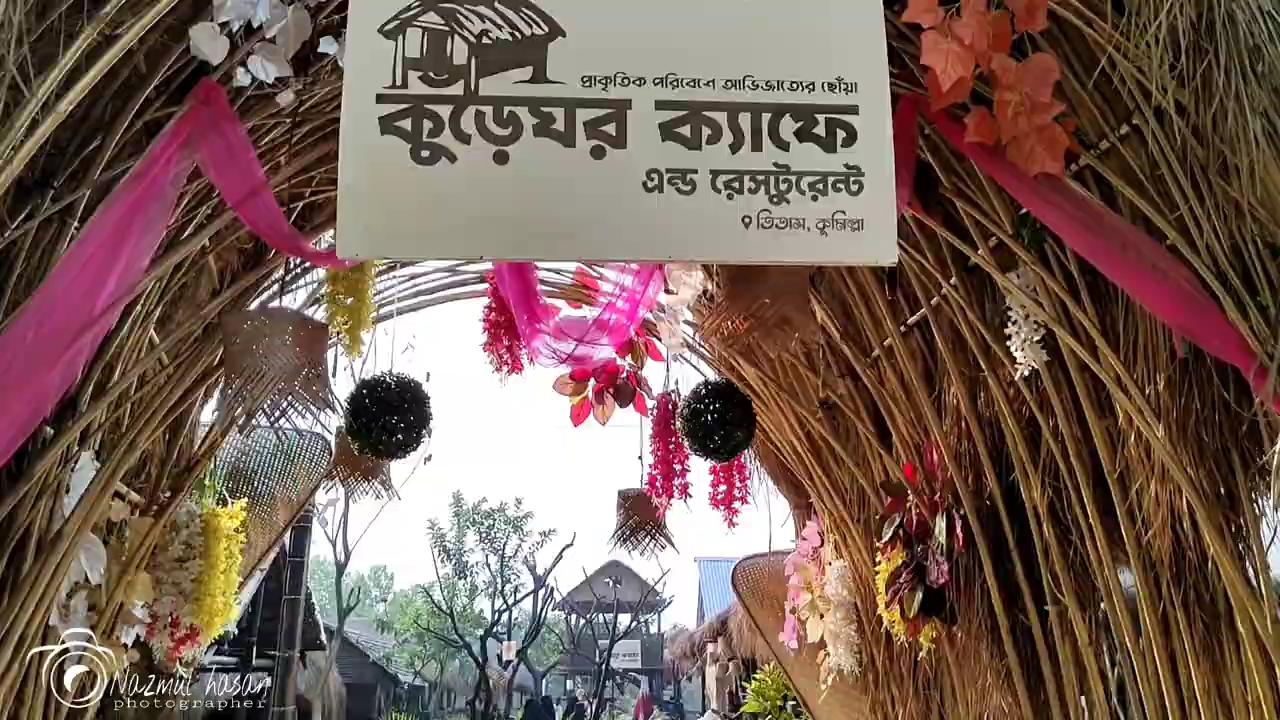 প্রাকৃতিক পরিবেশে আভিজাত্যের ছোঁয়া
কুড়েঘর ক্যাফে
এন্ড রেস্টুরেন্ট
তিতাস, কুমিল্লা
Nazmul hasan
photographer